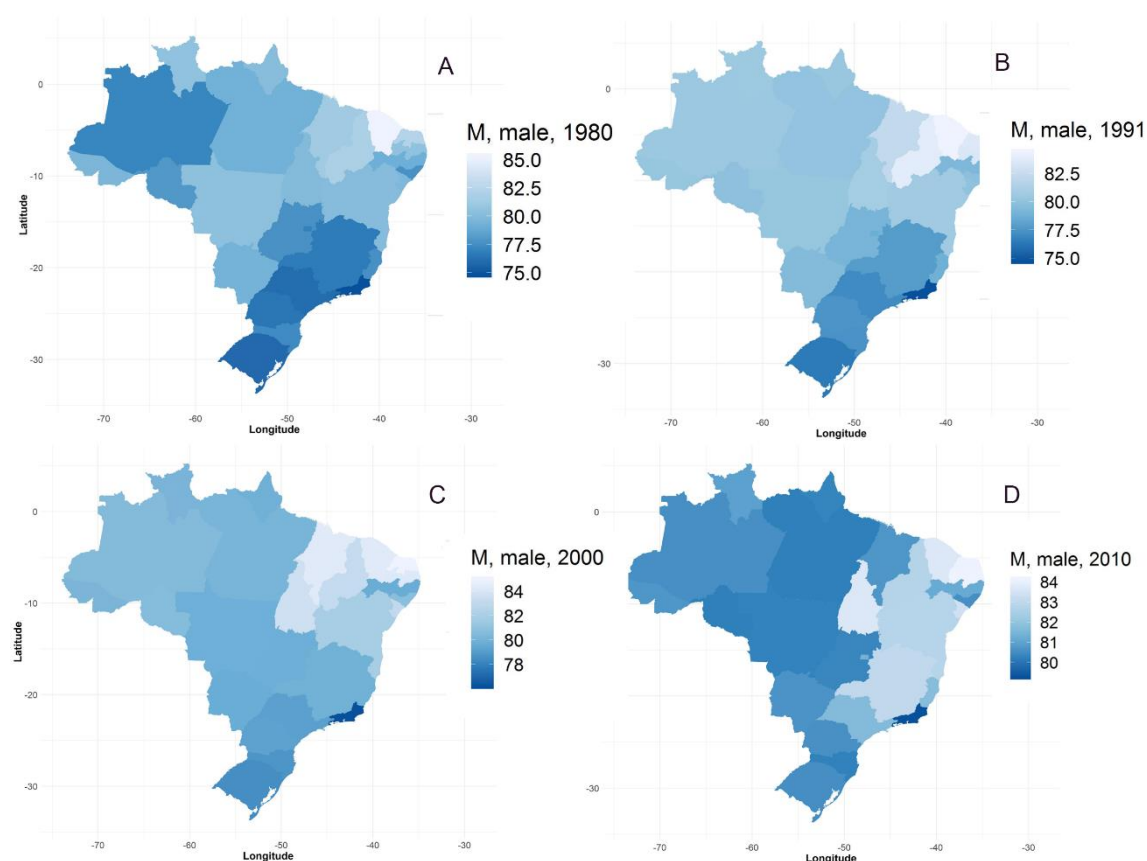 A
M, male, 1980
85.0
82.5
80.0
77.5
75.0
Latitude
0
-10
-20
-30
-70 -60 -50 -40 -30
Longitude
B
M, male, 1991
82.5
80.0
77.5
75.0
0
-30
-70 -60 -50 -40 -30
Longitude
C
M, male, 2000
84
80
78
Latitude
0
-10
-20
-30
-70 -60 -50 -40 -30
Longitude
D
M, male, 2010
84
83
82
81
80
0
-30
-70 -60 -50 -40 -30
Longitude